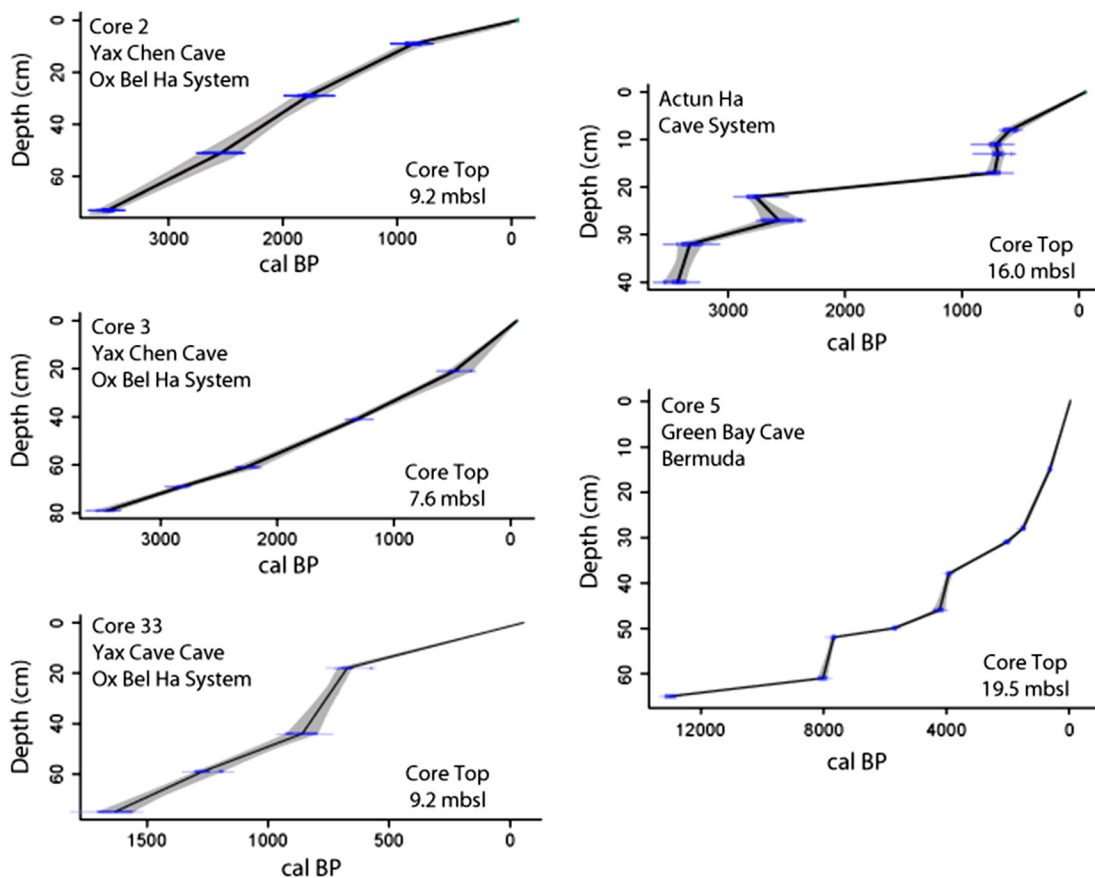 Core 2
Yax Chen Cave
Ox Bel Ha System
Core Top
9.2 mbsl
Depth (cm)
0
20
40
60
3000
2000
1000
0
cal BP
Actun Ha
Cave System
Core Top
16.0 mbsl
Depth (cm)
0
10
20
30
40
3000
2000
1000
0
cal BP
Core 3
Yax Chen Cave
Ox Bel Ha System
Core Top
7.6 mbsl
Depth (cm)
0
20
40
60
80
3000
2000
1000
0
cal BP
Core 5
Green Bay Cave
Bermuda
Core Top
19.5 mbsl
Depth (cm)
0
10
20
30
40
50
60
12000
8000
4000
0
cal BP
Core 33
Yax Cave Cave
Ox Bel Ha System
Core Top
9.2 mbsl
Depth (cm)
0
20
40
60
1500
1000
500
0
cal BP